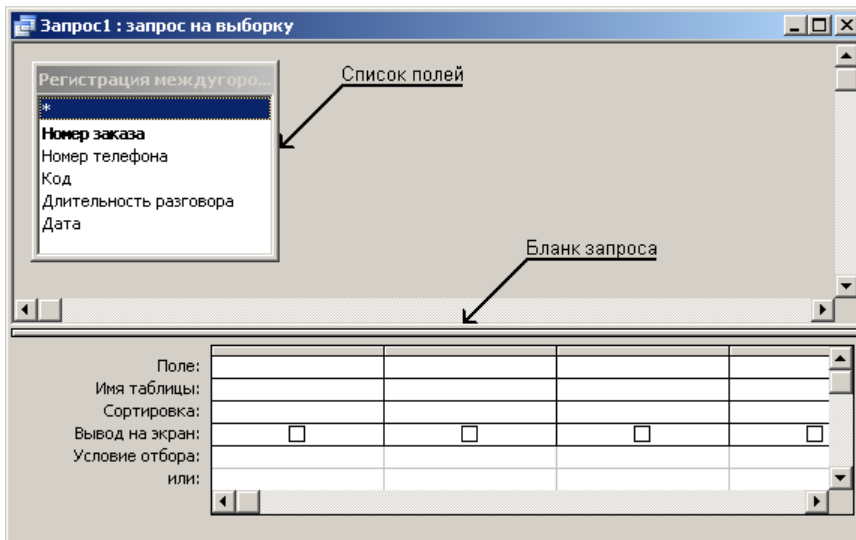 Запрос1 : запрос на выборку
Регистрация междугоро...
Список полей
*
Номер заказа
Номер телефона
Код
Длительность разговора
Дата
Бланк запроса
Поле:
Имя таблицы:
Сортировка:
Вывод на экран:
Условие отбора:
или: